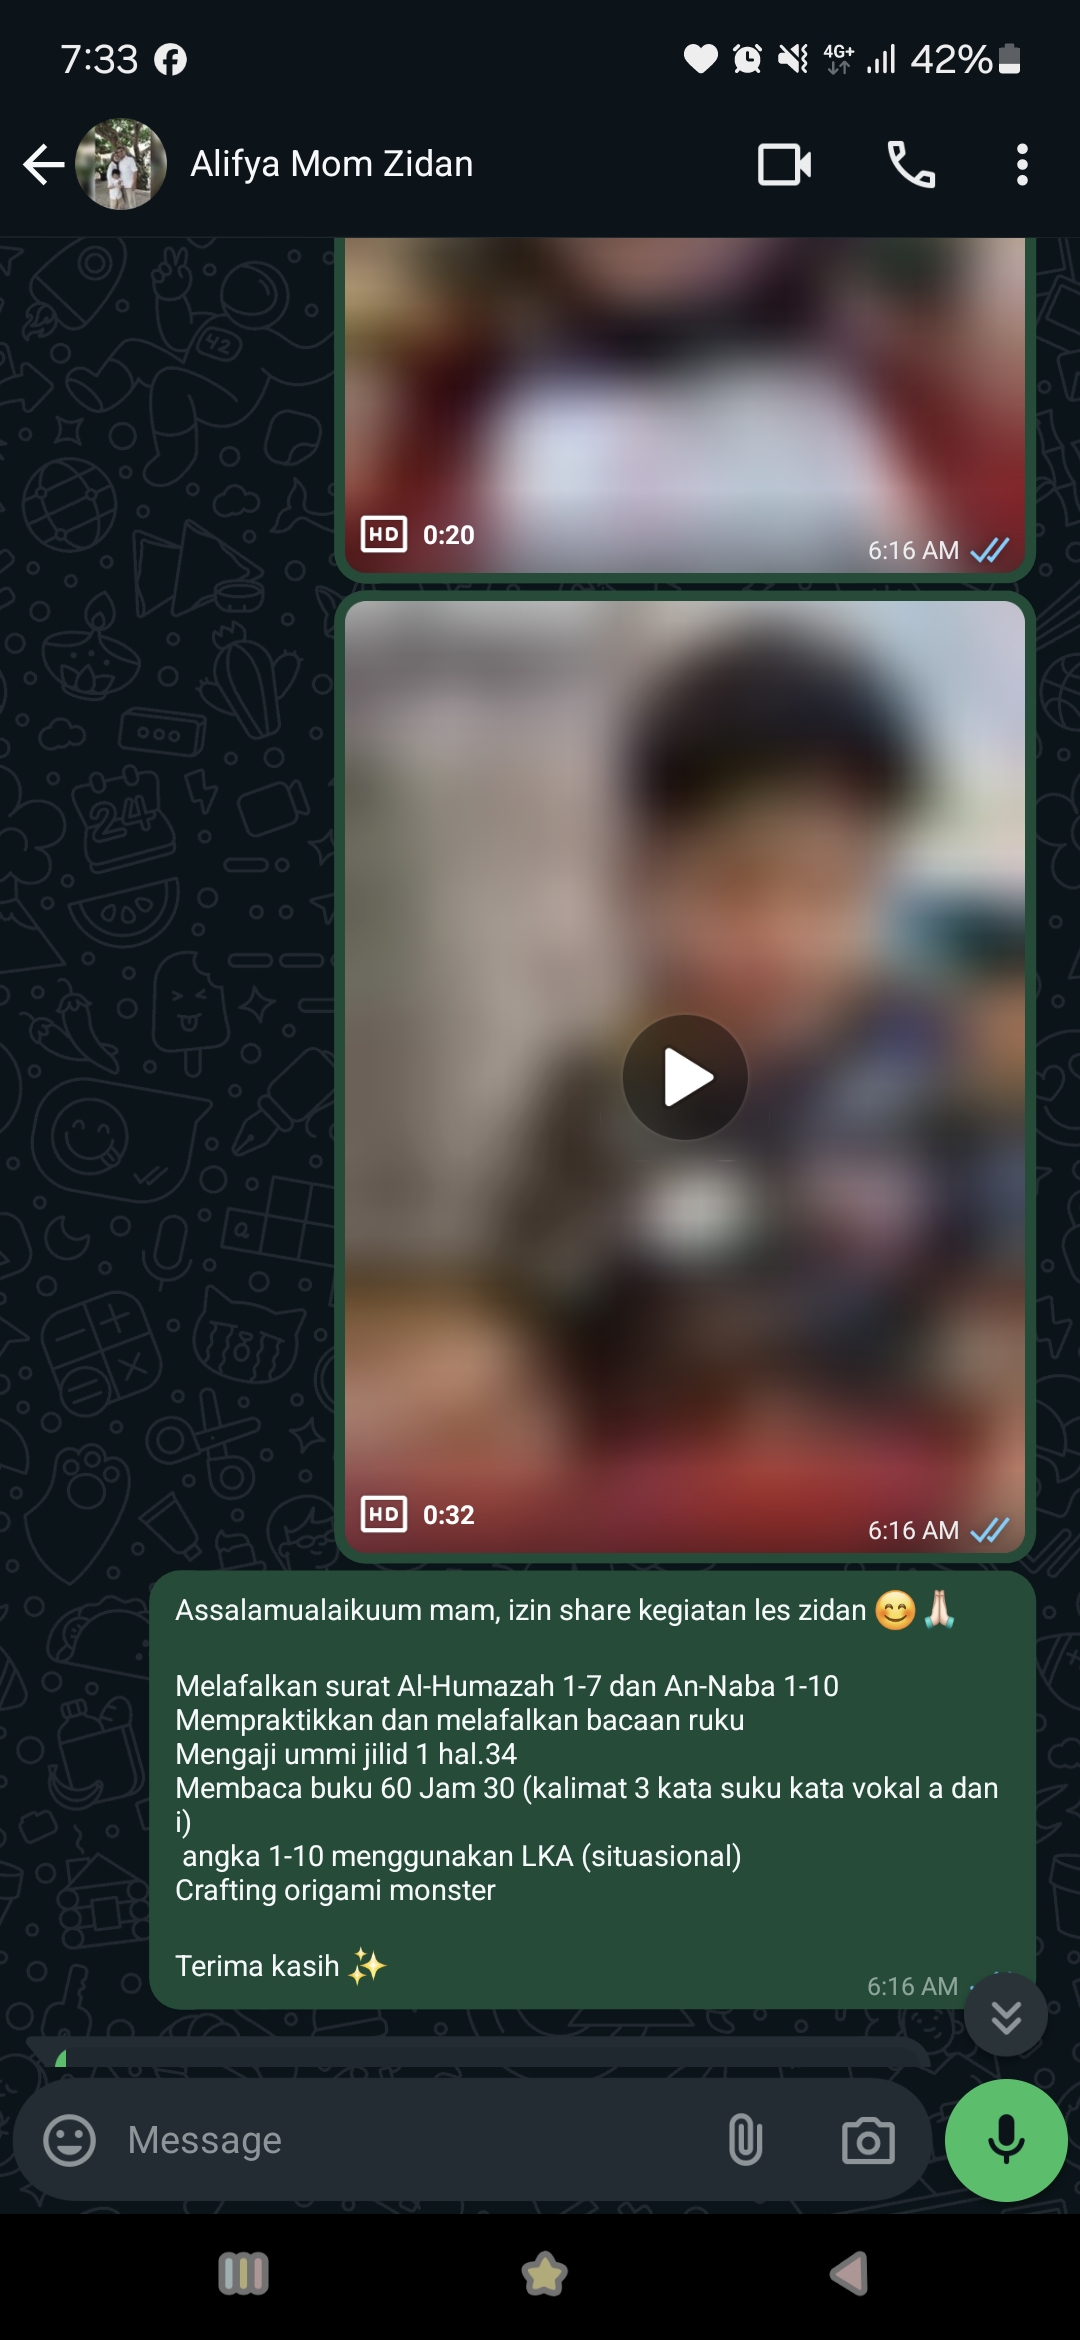 7:33
4G+
42%
Alifya Mom Zidan
HD 0:20
6:16 AM
HD 0:32
6:16 AM
Assalamualaikuum mam, izin share kegiatan les zidan 😊🙏🏻
Melafalkan surat Al-Humazah 1-7 dan An-Naba 1-10
Mempraktikkan dan melafalkan bacaan ruku
Mengaji ummi jilid 1 hal.34
Membaca buku 60 Jam 30 (kalimat 3 kata suku kata vokal a dan
i)
angka 1-10 menggunakan LKA (situasional)
Crafting origami monster
Terima kasih ✨
6:16 AM
Message